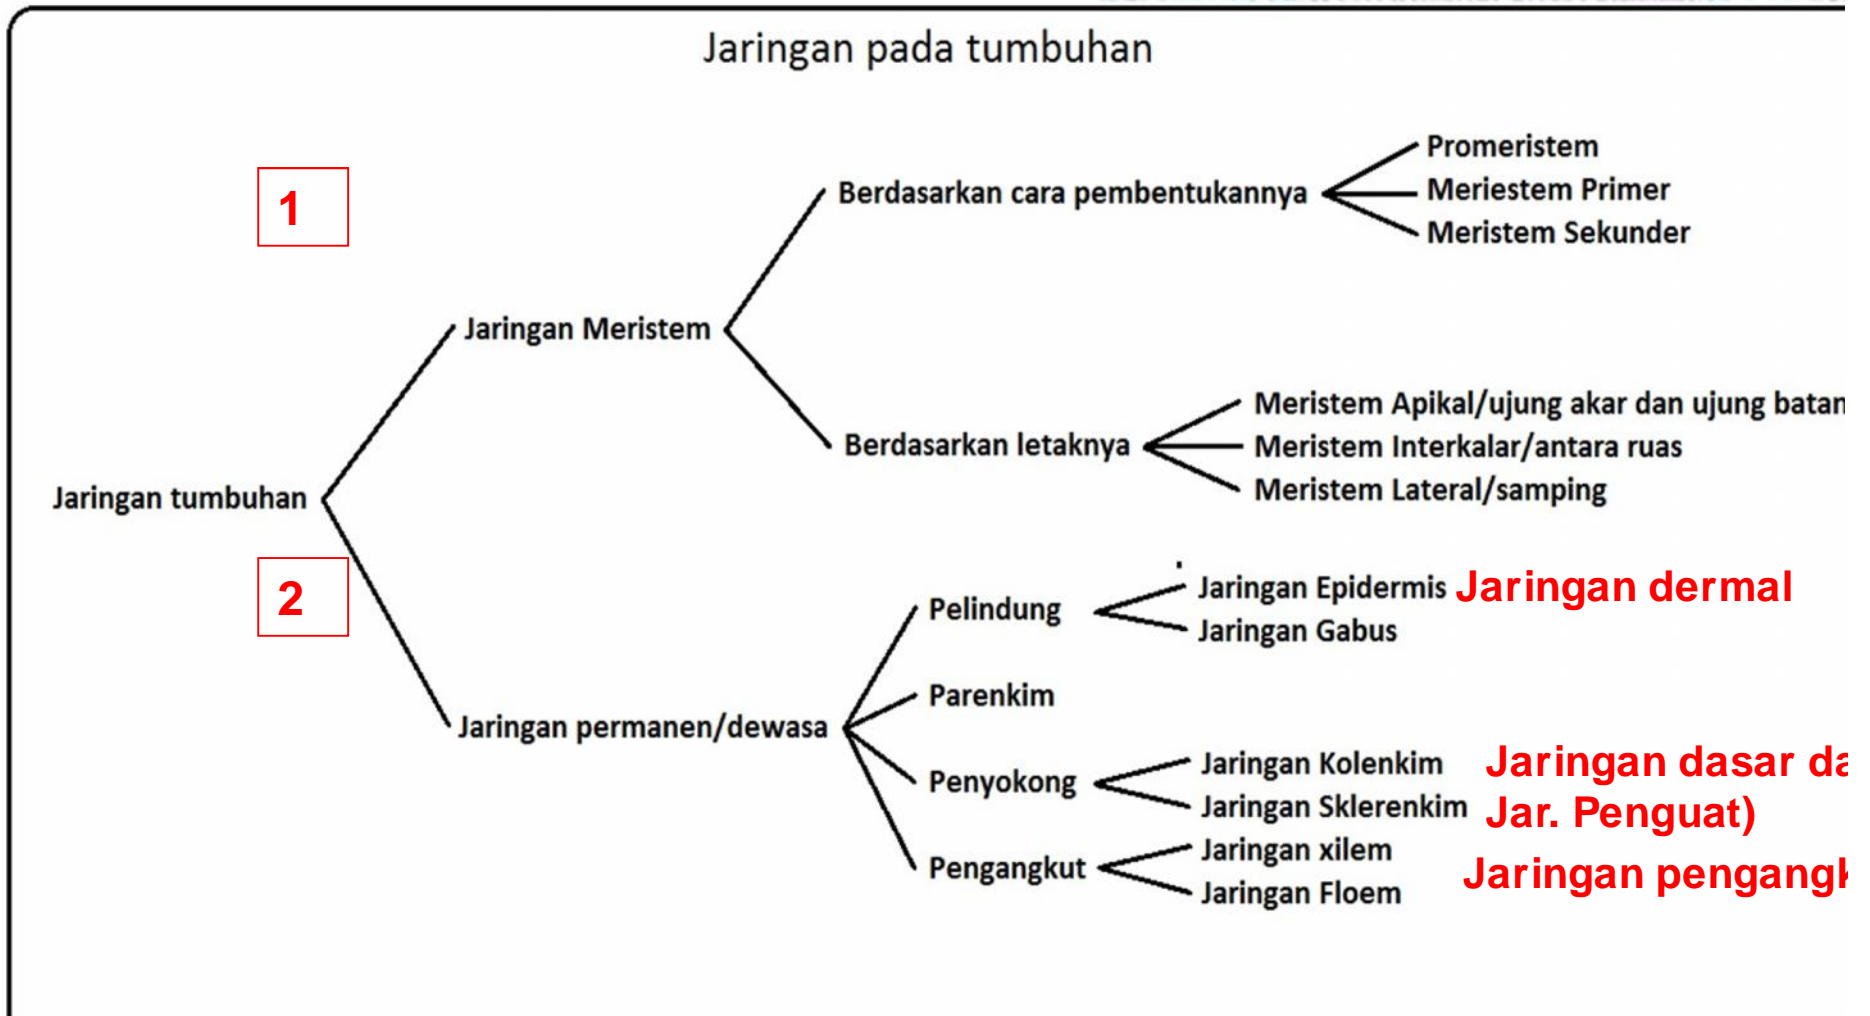 Jaringan pada tumbuhan
1
Berdasarkan cara pembentukannya
Promeristem
Meriestem Primer
Meristem Sekunder
Jaringan Meristem
Berdasarkan letaknya
Meristem Apikal/ujung akar dan ujung batan
Meristem Interkalar/antara ruas
Meristem Lateral/samping
Jaringan tumbuhan
2
Pelindung
Jaringan Epidermis Jaringan dermal
Jaringan Gabus
Parenkim
Jaringan permanen/dewasa
Penyokong
Jaringan Kolenkim
Jaringan Sklerenkim
Jaringan dasar da
Jar. Penguat)
Pengangkut
Jaringan xilem
Jaringan Floem
Jaringan pengangk